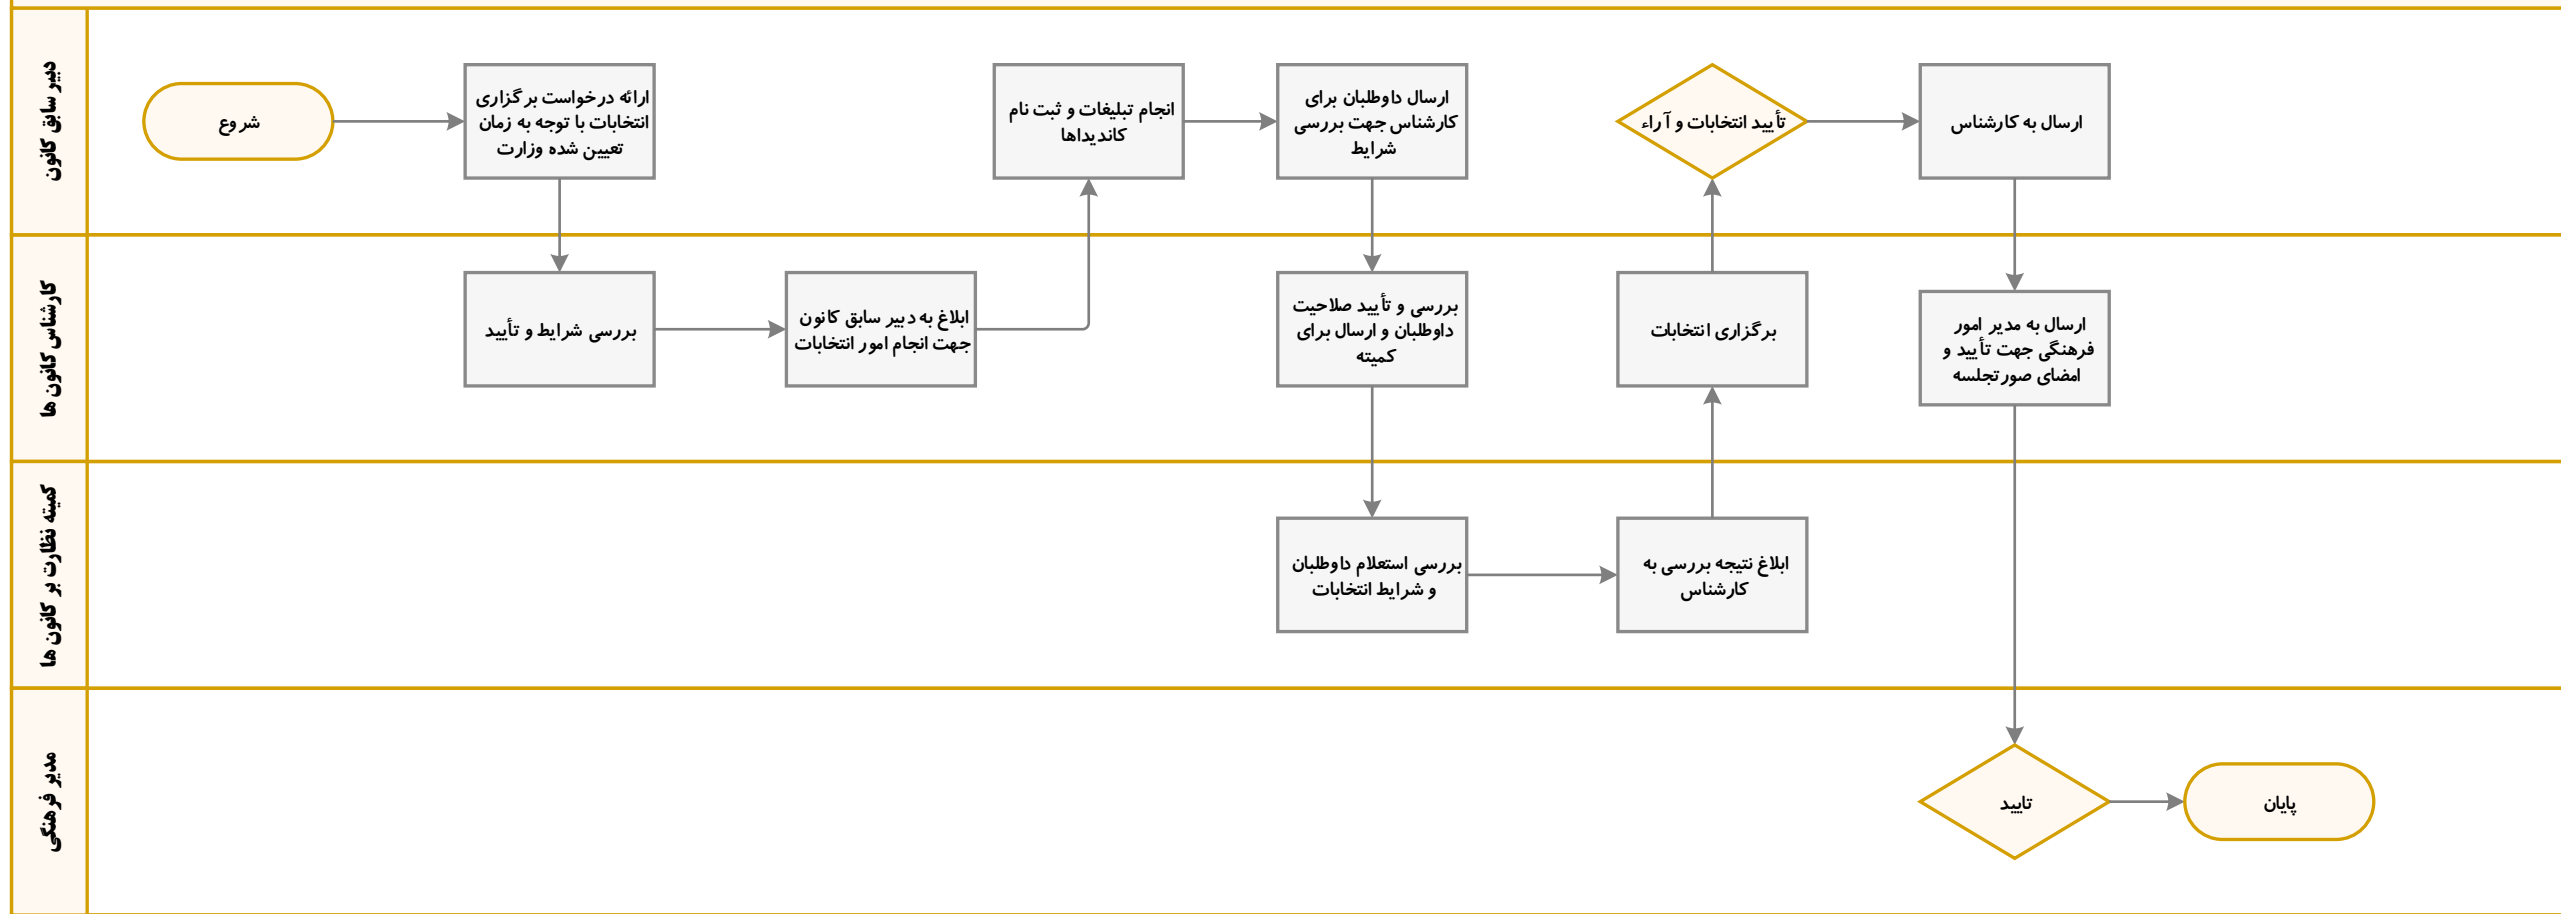 دبیر سابق کانون
شروع
ارائه درخواست برگزاری
انتخابات با توجه به زمان
تعیین شده وزارت
انجام تبلیغات و ثبت نام
کاندیداها
ارسال داوطلبان برای
کارشناس جهت بررسی
شرایط
تأیید انتخابات و آراء
ارسال به کارشناس
کارشناس کانون ها
بررسی شرایط و تأیید
ابلاغ به دبیر سابق کانون
جهت انجام امور انتخابات
بررسی و تأیید صلاحیت
داوطلبان و ارسال برای
کمیته
برگزاری انتخابات
ارسال به مدیر امور
فرهنگی جهت تأیید و
امضای صورتجلسه
کمیته نظارت بر کانون ها
بررسی استعلام داوطلبان
و شرایط انتخابات
ابلاغ نتیجه بررسی به
کارشناس
مدیر فرهنگی
تایید
پایان